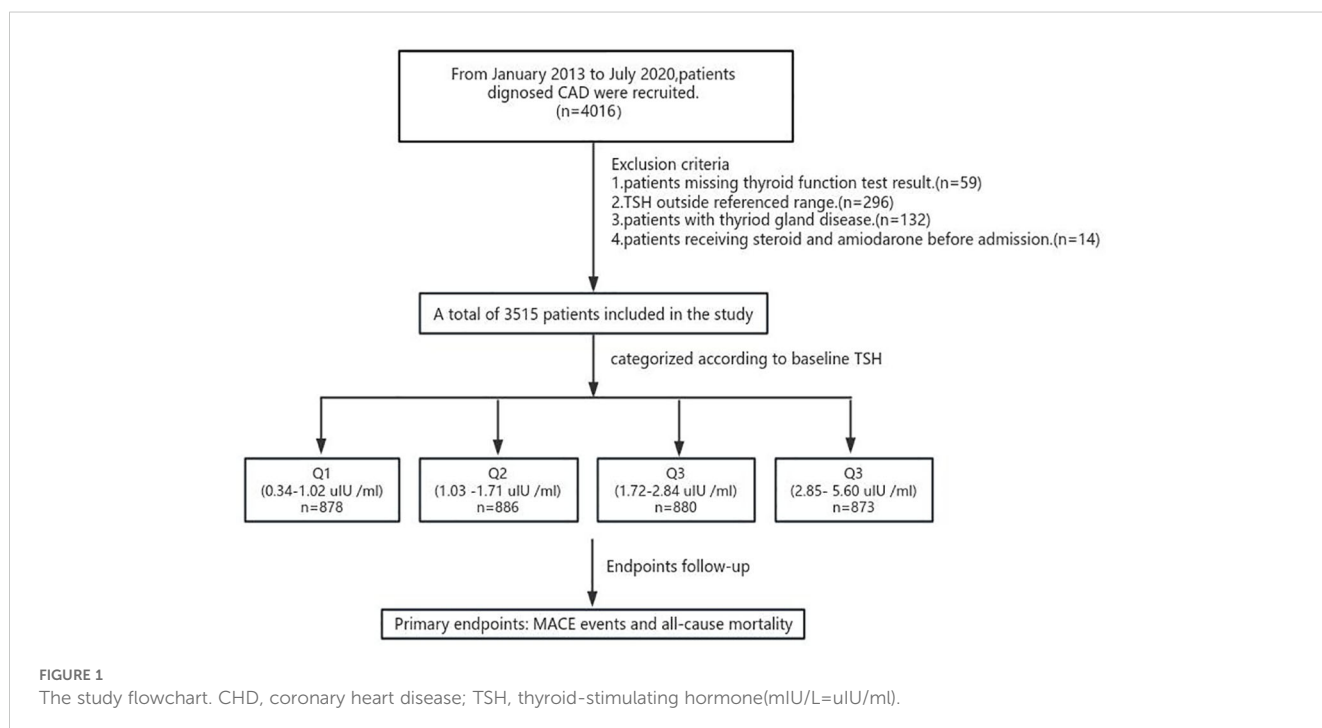 From January 2013 to July 2020,patients
dignosed CAD were recruited.
(n=4016)
Exclusion criteria
1.patients missing thyroid function test result.(n=59)
2.TSH outside referenced range.(n=296)
3.patients with thyriod gland disease.(n=132)
4.patients receiving steroid and amiodarone before admission.(n=14)
A total of 3515 patients included in the study
categorized according to baseline TSH
Q1
(0.34-1.02 uIU /ml)
n=878
Q2
(1.03 -1.71 uIU /ml)
n=886
Q3
(1.72-2.84 uIU/ml)
n=880
Q3
(2.85- 5.60 uIU /ml)
n=873
Endpoints follow-up
Primary endpoints: MACE events and all-cause mortality
FIGURE 1
The study flowchart. CHD, coronary heart disease; TSH, thyroid-stimulating hormone(mIU/L=uIU/ml).